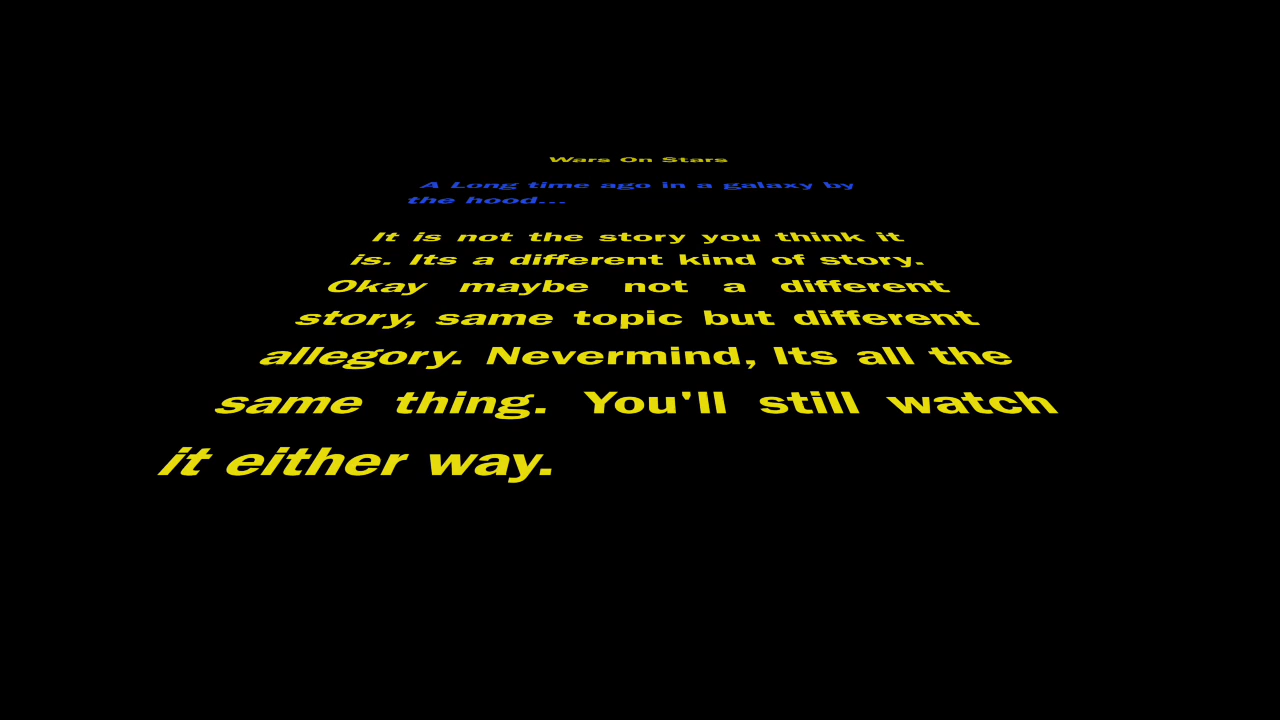 Wars On Stars
A Long time ago in a galaxy by
the hood...
It is not the story you think it
is. Its a different kind of story.
Okay maybe not a different
story, same topic but different
allegory. Nevermind, Its all the
same thing. You'll still watch
it either way.